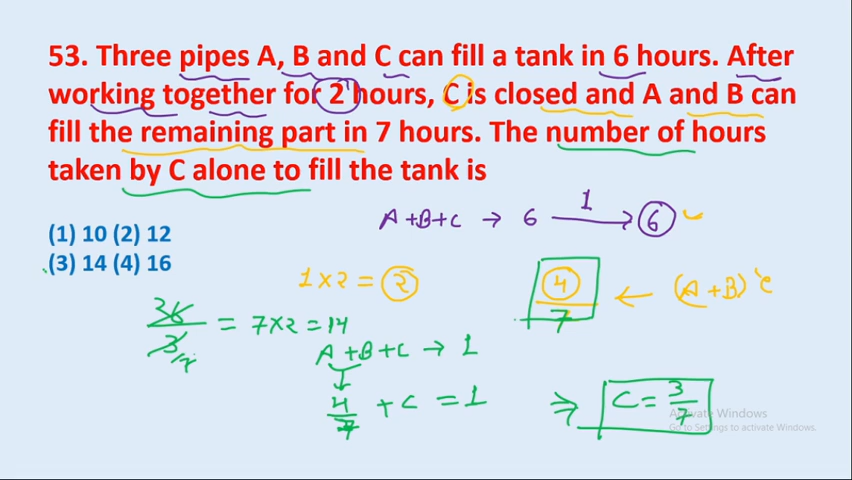 53. Three pipes A, B and C can fill a tank in 6 hours. After
working together for 2 hours, C is closed and A and B can
fill the remaining part in 7 hours. The number of hours
taken by C alone to fill the tank is
A+B+C → 6 1 → 6
(1) 10 (2) 12
(3) 14 (4) 16
1 x 2 = 2
4/7 ← (A+B)'s
= 7x2 = 14
A+B+C → 1
4/7 + C = 1 ⇒ C = 3/7
Activate Windows
Go to Settings to activate Windows.